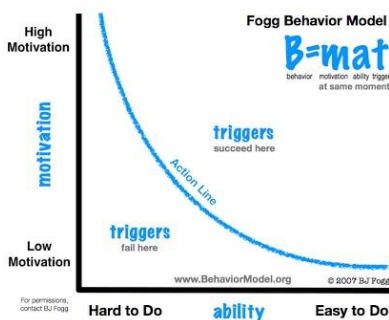 Fogg Behavior Model
B=mat
behavior motivation ability trigger
at same moment
High
Motivation
motivation
triggers
succeed here
Action Line
triggers
fail here
Low
Motivation
www.BehaviorModel.org
© 2007 BJ Fogg
For permissions,
contact BJ Fogg
Hard to Do
ability
Easy to Do